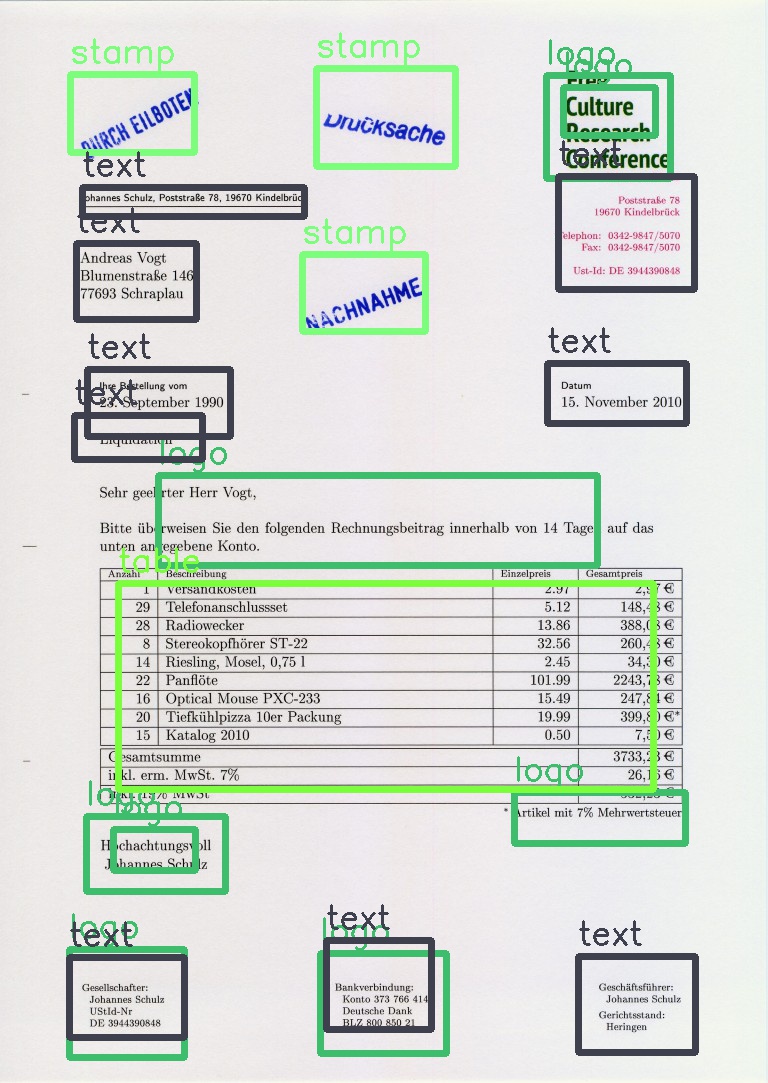 stamp
stamp
logo
logo
DURCH EILBOTEN
Drucksache
Free
Culture
Research
Conference
text
text
Johannes Schulz, Poststraße 78, 19670 Kindelbrück
Poststraße 78
19670 Kindelbrück
Telephon: 0342-9847/5070
Fax: 0342-9847/5070
Ust-Id: DE 3944390848
text
Andreas Vogt
Blumenstraße 146
77693 Schraplau
stamp
NACHNAHME
text
text
Ihre Bestellung vom
23. September 1990
Datum
15. November 2010
text
Liquidation
logo
Sehr geehrter Herr Vogt,
Bitte überweisen Sie den folgenden Rechnungsbeitrag innerhalb von 14 Tagen auf das
unten angegebene Konto.
table
Anzahl Beschreibung Einzelpreis Gesamtpreis
1 Versandkosten 2.97 2,97 €
29 Telefonanschlussset 5.12 148,48 €
28 Radiowecker 13.86 388,08 €
8 Stereokopfhörer ST-22 32.56 260,48 €
14 Riesling, Mosel, 0,75 l 2.45 34,30 €
22 Panflöte 101.99 2243,78 €
16 Optical Mouse PXC-233 15.49 247,84 €
20 Tiefkühlpizza 10er Packung 19.99 399,80 €*
15 Katalog 2010 0.50 7,50 €
Gesamtsumme 3733,23 €
inkl. erm. MwSt. 7% 26,16 €
inkl. 19% MwSt
logo
* Artikel mit 7% Mehrwertsteuer
logo
logo
Hochachtungsvoll
Johannes Schulz
logo
text
Gesellschafter:
Johannes Schulz
UStId-Nr
DE 3944390848
text
logo
Bankverbindung:
Konto 373 766 414
Deutsche Dank
BLZ 800 850 21
text
Geschäftsführer:
Johannes Schulz
Gerichtsstand:
Heringen